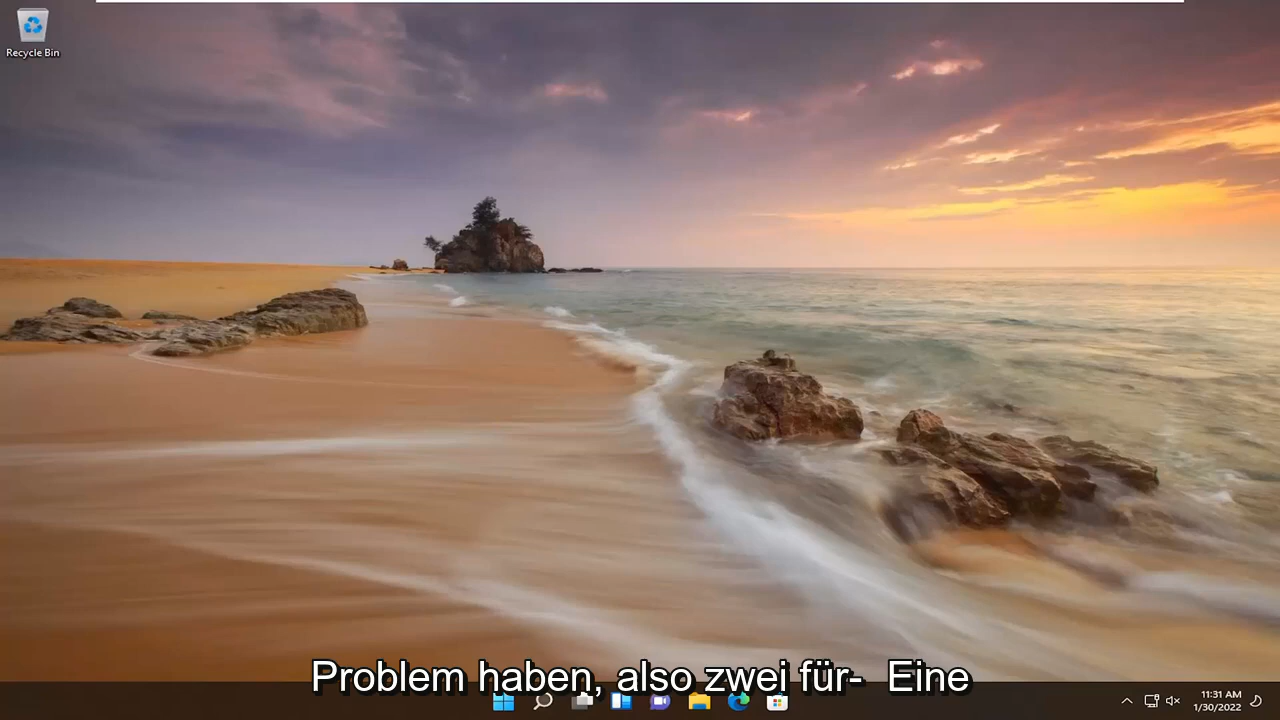 Recycle Bin
Problem haben, also zwei für-  Eine
11:31 AM
1/30/2022